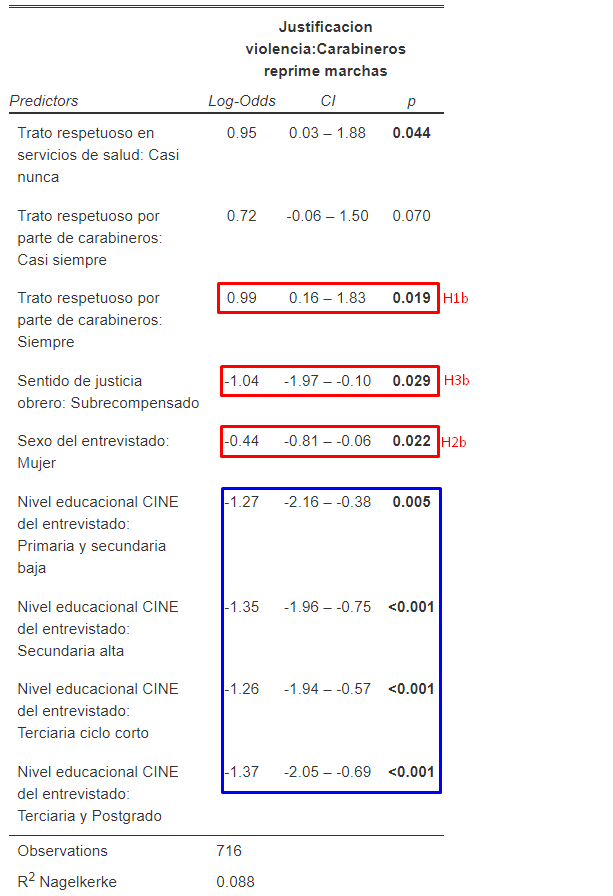 Justificacion
violencia:Carabineros
reprime marchas
Predictors Log-Odds CI p
Trato respetuoso en 0.95 0.03 – 1.88 0.044
servicios de salud: Casi
nunca
Trato respetuoso por 0.72 -0.06 – 1.50 0.070
parte de carabineros:
Casi siempre
Trato respetuoso por 0.99 0.16 – 1.83 0.019 H1b
parte de carabineros:
Siempre
Sentido de justicia -1.04 -1.97 – -0.10 0.029 H3b
obrero: Subrecompensado
Sexo del entrevistado: -0.44 -0.81 – -0.06 0.022 H2b
Mujer
Nivel educacional CINE -1.27 -2.16 – -0.38 0.005
del entrevistado:
Primaria y secundaria
baja
Nivel educacional CINE -1.35 -1.96 – -0.75 <0.001
del entrevistado:
Secundaria alta
Nivel educacional CINE -1.26 -1.94 – -0.57 <0.001
del entrevistado:
Terciaria ciclo corto
Nivel educacional CINE -1.37 -2.05 – -0.69 <0.001
del entrevistado:
Terciaria y Postgrado
Observations 716
R² Nagelkerke 0.088